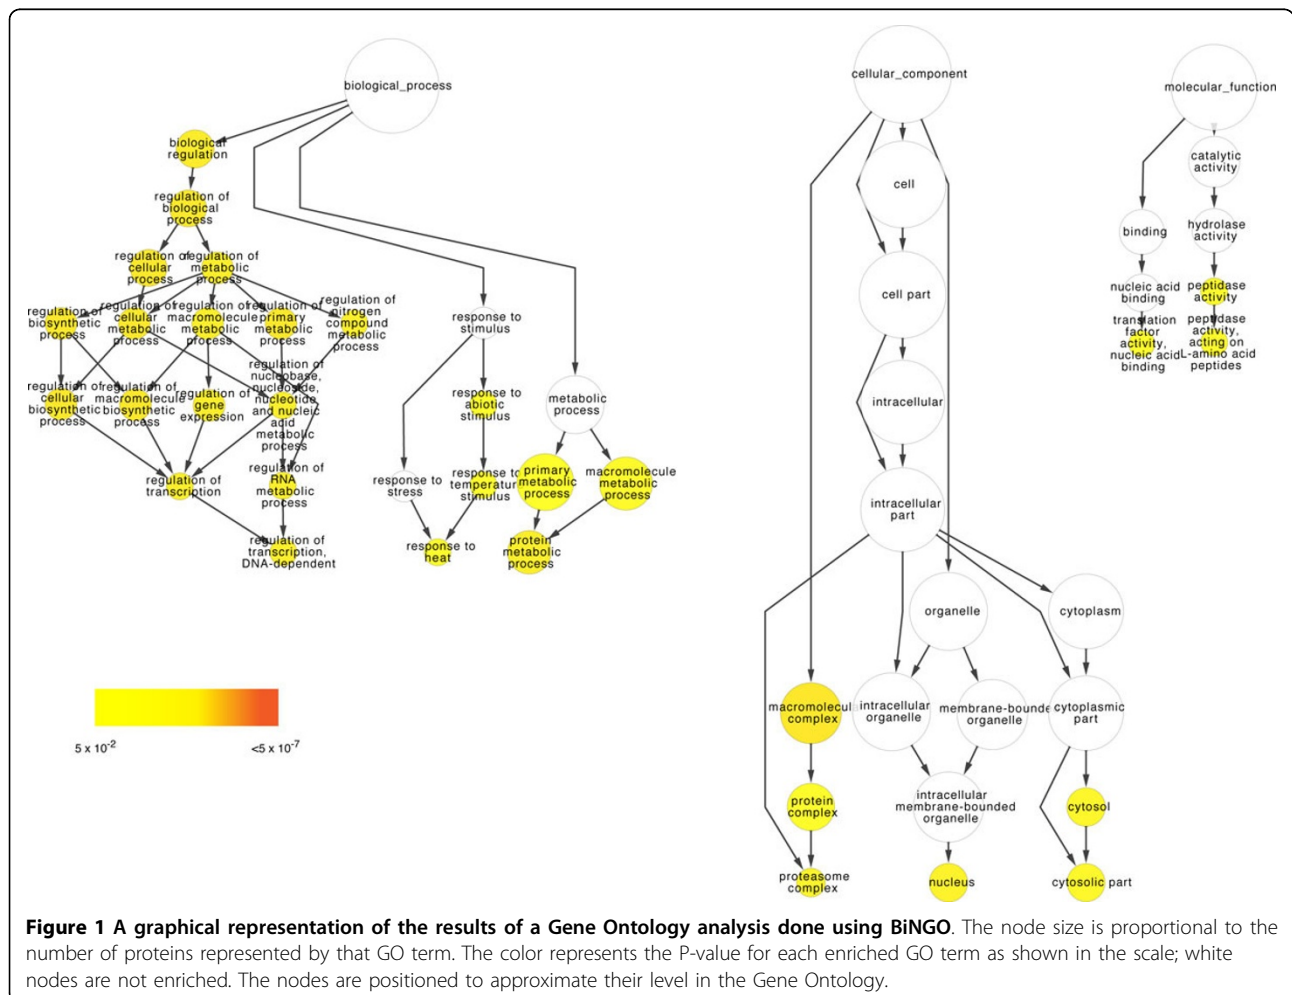 biological_process
biological
regulation
regulation of
biological
process
regulation of
cellular
process
regulation of
metabolic
process
regulation of
biosynthetic
process
regulation of
cellular
metabolic
process
regulation of
macromolecule
metabolic
process
regulation of
primary
metabolic
process
regulation of
nitrogen
compound
metabolic
process
regulation of
cellular
biosynthetic
process
regulation of
macromolecule
biosynthetic
process
regulation of
gene
expression
regulation of
nucleobase,
nucleoside,
nucleotide
and nucleic
acid
metabolic
process
regulation of
transcription
regulation of
RNA
metabolic
process
regulation of
transcription,
DNA-dependent
response to
stimulus
response to
abiotic
stimulus
response to
stress
response to
temperature
stimulus
response to
heat
metabolic
process
primary
metabolic
process
macromolecule
metabolic
process
protein
metabolic
process
5 x 10⁻²
<5 x 10⁻⁷
cellular_component
cell
cell part
intracellular
intracellular
part
organelle
cytoplasm
macromolecul
complex
intracellular
organelle
membrane-bounde
organelle
cytoplasmic
part
protein
complex
intracellular
membrane-bounded
organelle
cytosol
proteasome
complex
nucleus
cytosolic part
molecular_function
catalytic
activity
binding
hydrolase
activity
nucleic acid
binding
peptidase
activity
translation
factor
activity,
nucleic acid
binding
peptidase
activity,
acting on
L-amino acid
peptides
Figure 1 A graphical representation of the results of a Gene Ontology analysis done using BiNGO. The node size is proportional to the
number of proteins represented by that GO term. The color represents the P-value for each enriched GO term as shown in the scale; white
nodes are not enriched. The nodes are positioned to approximate their level in the Gene Ontology.